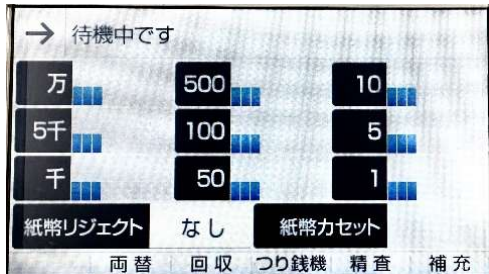 → 待機中です
万 500 10
5千 100 5
千 50 1
紙幣リジェクト なし 紙幣カセット
両替 回収 つり銭機 精査 補充